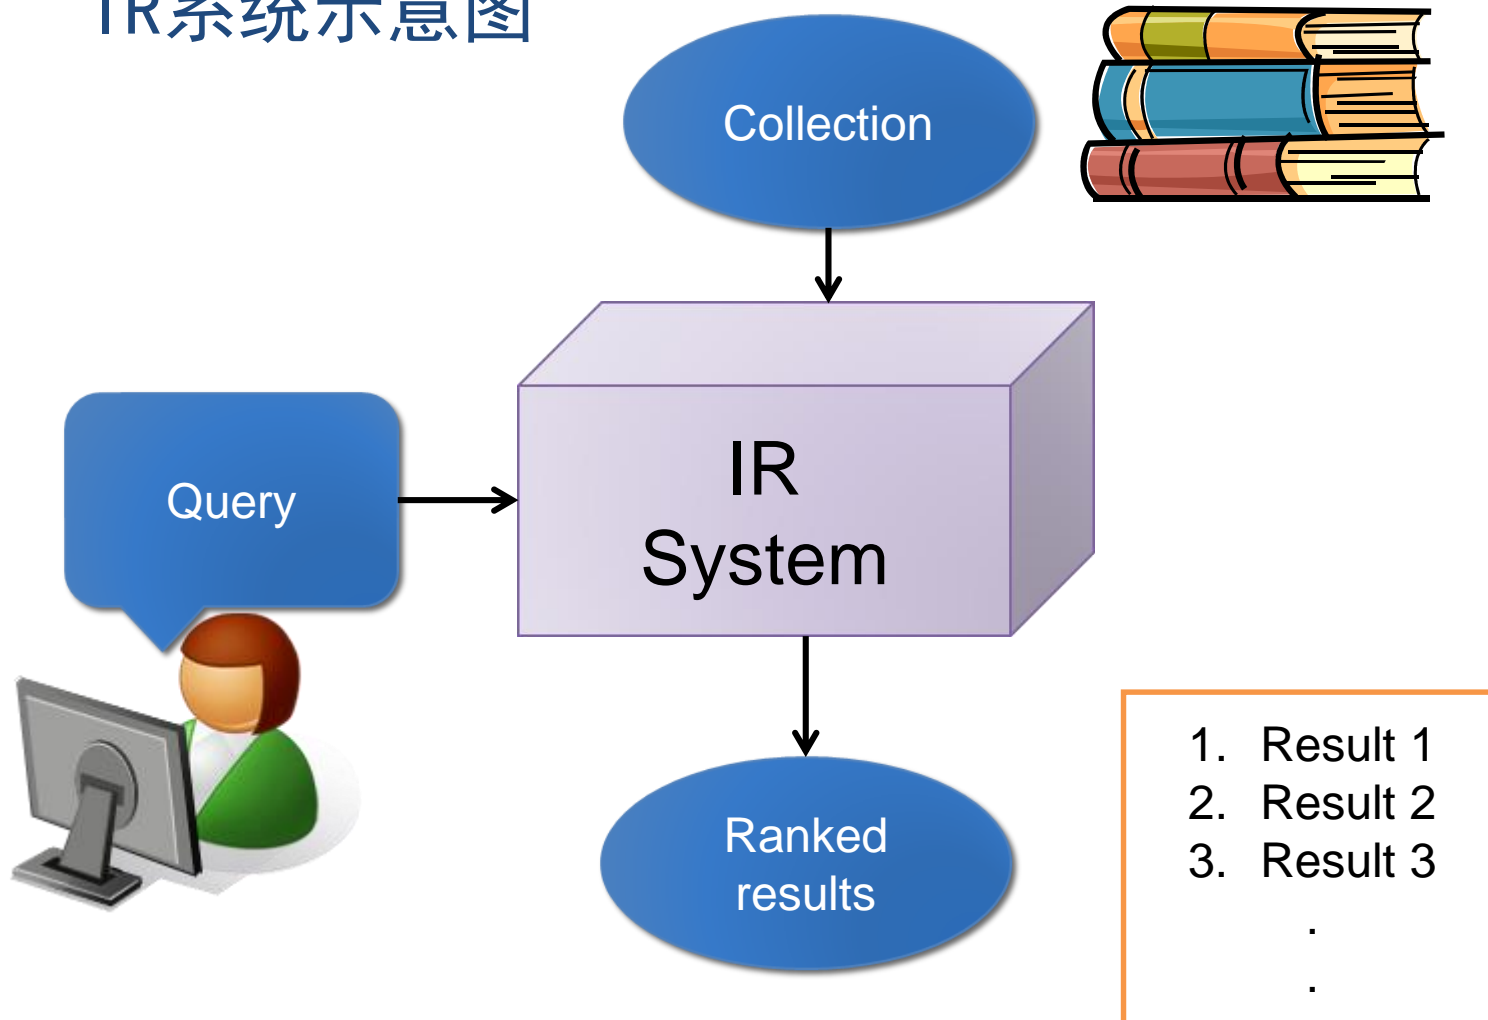 IR系统示意图
Collection
Query
IR
System
Ranked
results
1. Result 1
2. Result 2
3. Result 3
.
.